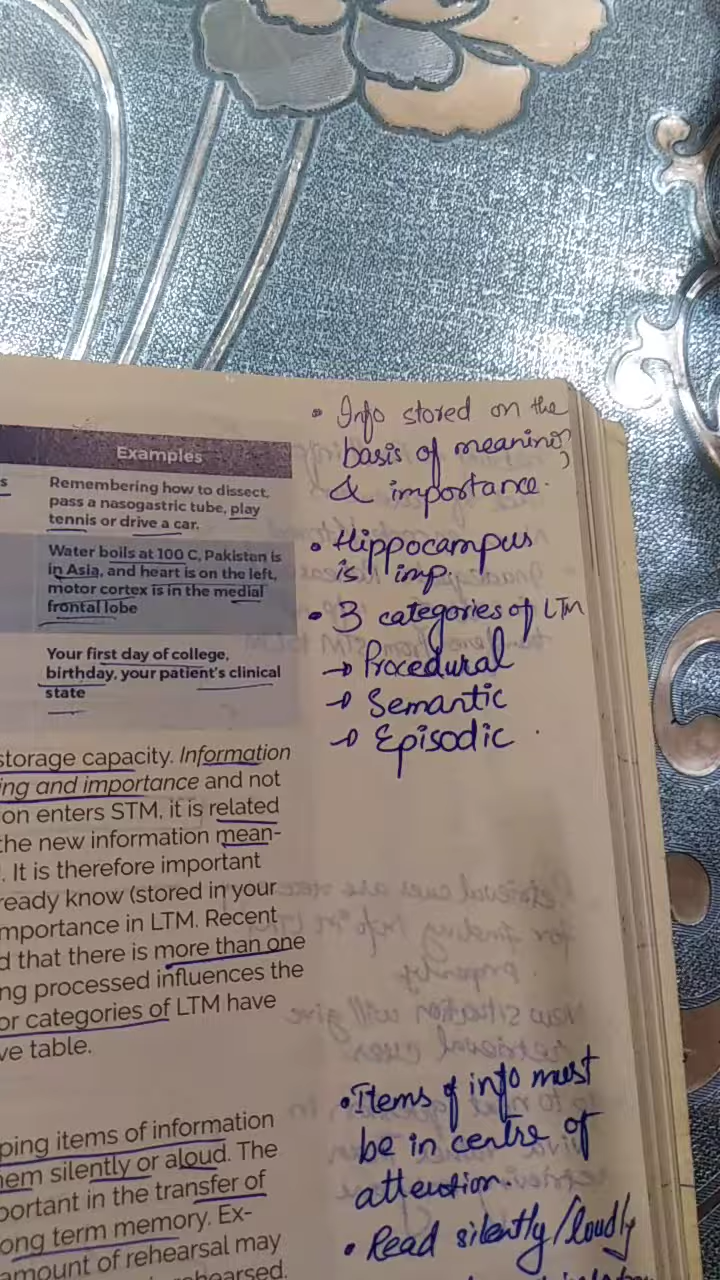 Examples
s
Remembering how to dissect,
pass a nasogastric tube, play
tennis or drive a car.
Water boils at 100 C, Pakistan is
in Asia, and heart is on the left,
motor cortex is in the medial
frontal lobe
Your first day of college,
birthday, your patient's clinical
state
storage capacity. Information
ing and importance and not
on enters STM, it is related
the new information mean-
. It is therefore important
ready know (stored in your
mportance in LTM. Recent
d that there is more than one
ng processed influences the
or categories of LTM have
ve table.
ping items of information
hem silently or aloud. The
portant in the transfer of
ong term memory. Ex-
amount of rehearsal may
rehearsed.
• Info stored on the
basis of meaning
& importance.
• Hippocampus
is imp.
• 3 categories of LTM
→ Procedural
→ Semantic
→ Episodic
• Items of info must
be in centre of
attention.
• Read silently/loudly